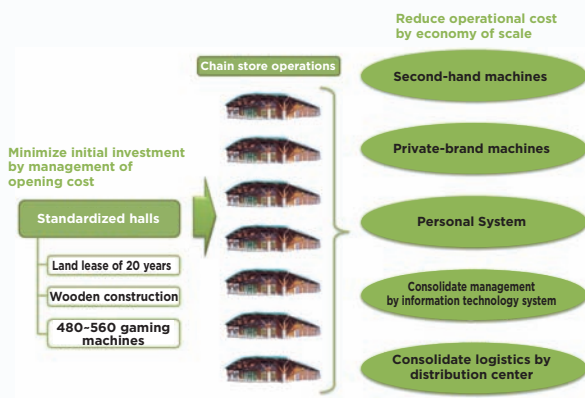 Reduce operational cost
by economy of scale
Chain store operations
Second-hand machines
Private-brand machines
Minimize initial investment
by management of
opening cost
Standardized halls
Personal System
Land lease of 20 years
Wooden construction
480~560 gaming
machines
Consolidate management
by information technology system
Consolidate logistics by
distribution center